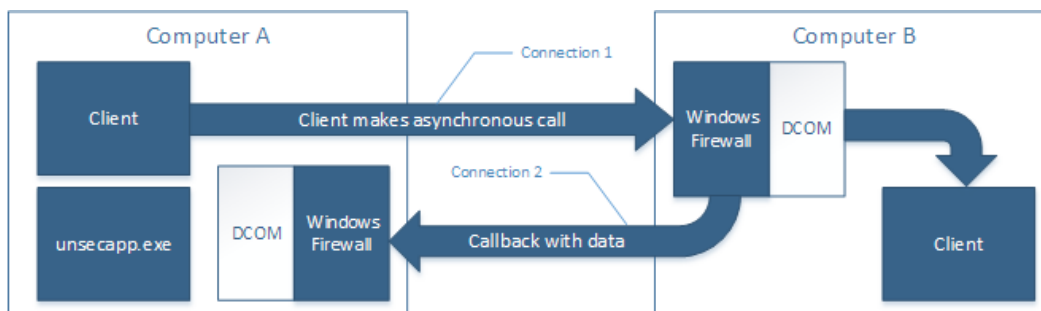 Computer A
Computer B
Connection 1
Client
Client makes asynchronous call
Windows
Firewall
DCOM
Connection 2
unsecapp.exe
DCOM
Windows
Firewall
Callback with data
Client